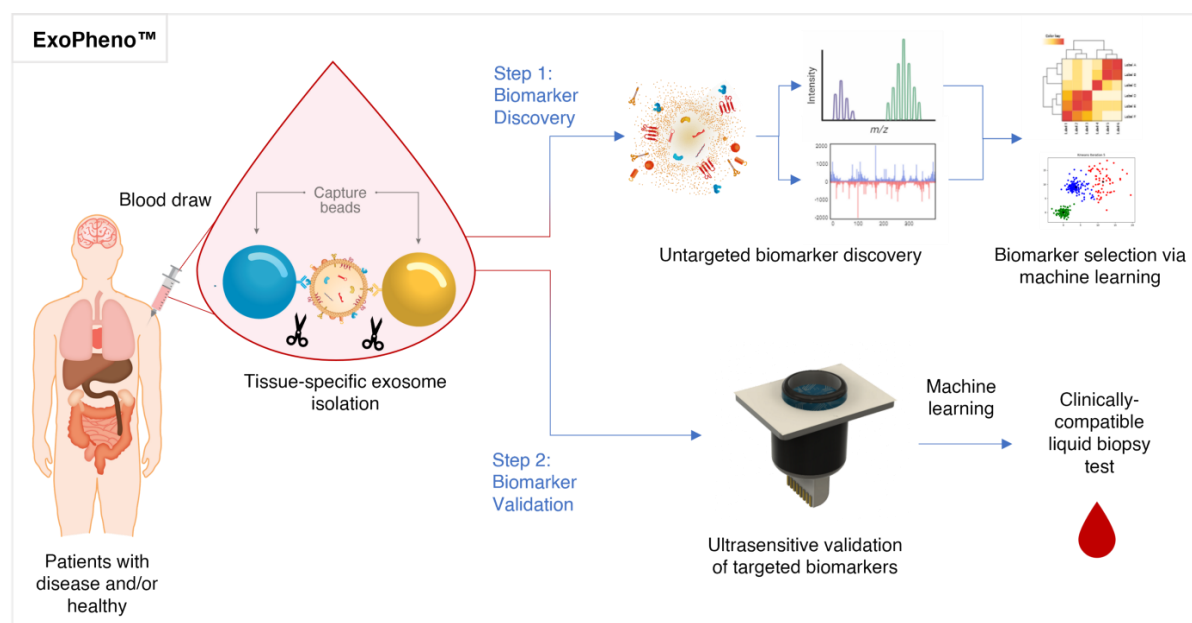 ExoPheno™
Blood draw
Capture
beads
Tissue-specific exosome
isolation
Patients with
disease and/or
healthy
Step 1:
Biomarker
Discovery
Intensity
m/z
2000
1000
0
-1000
-2000
0
100
200
300
Untargeted biomarker discovery
Biomarker selection via
machine learning
Step 2:
Biomarker
Validation
Ultrasensitive validation
of targeted biomarkers
Machine
learning
Clinically-
compatible
liquid biopsy
test